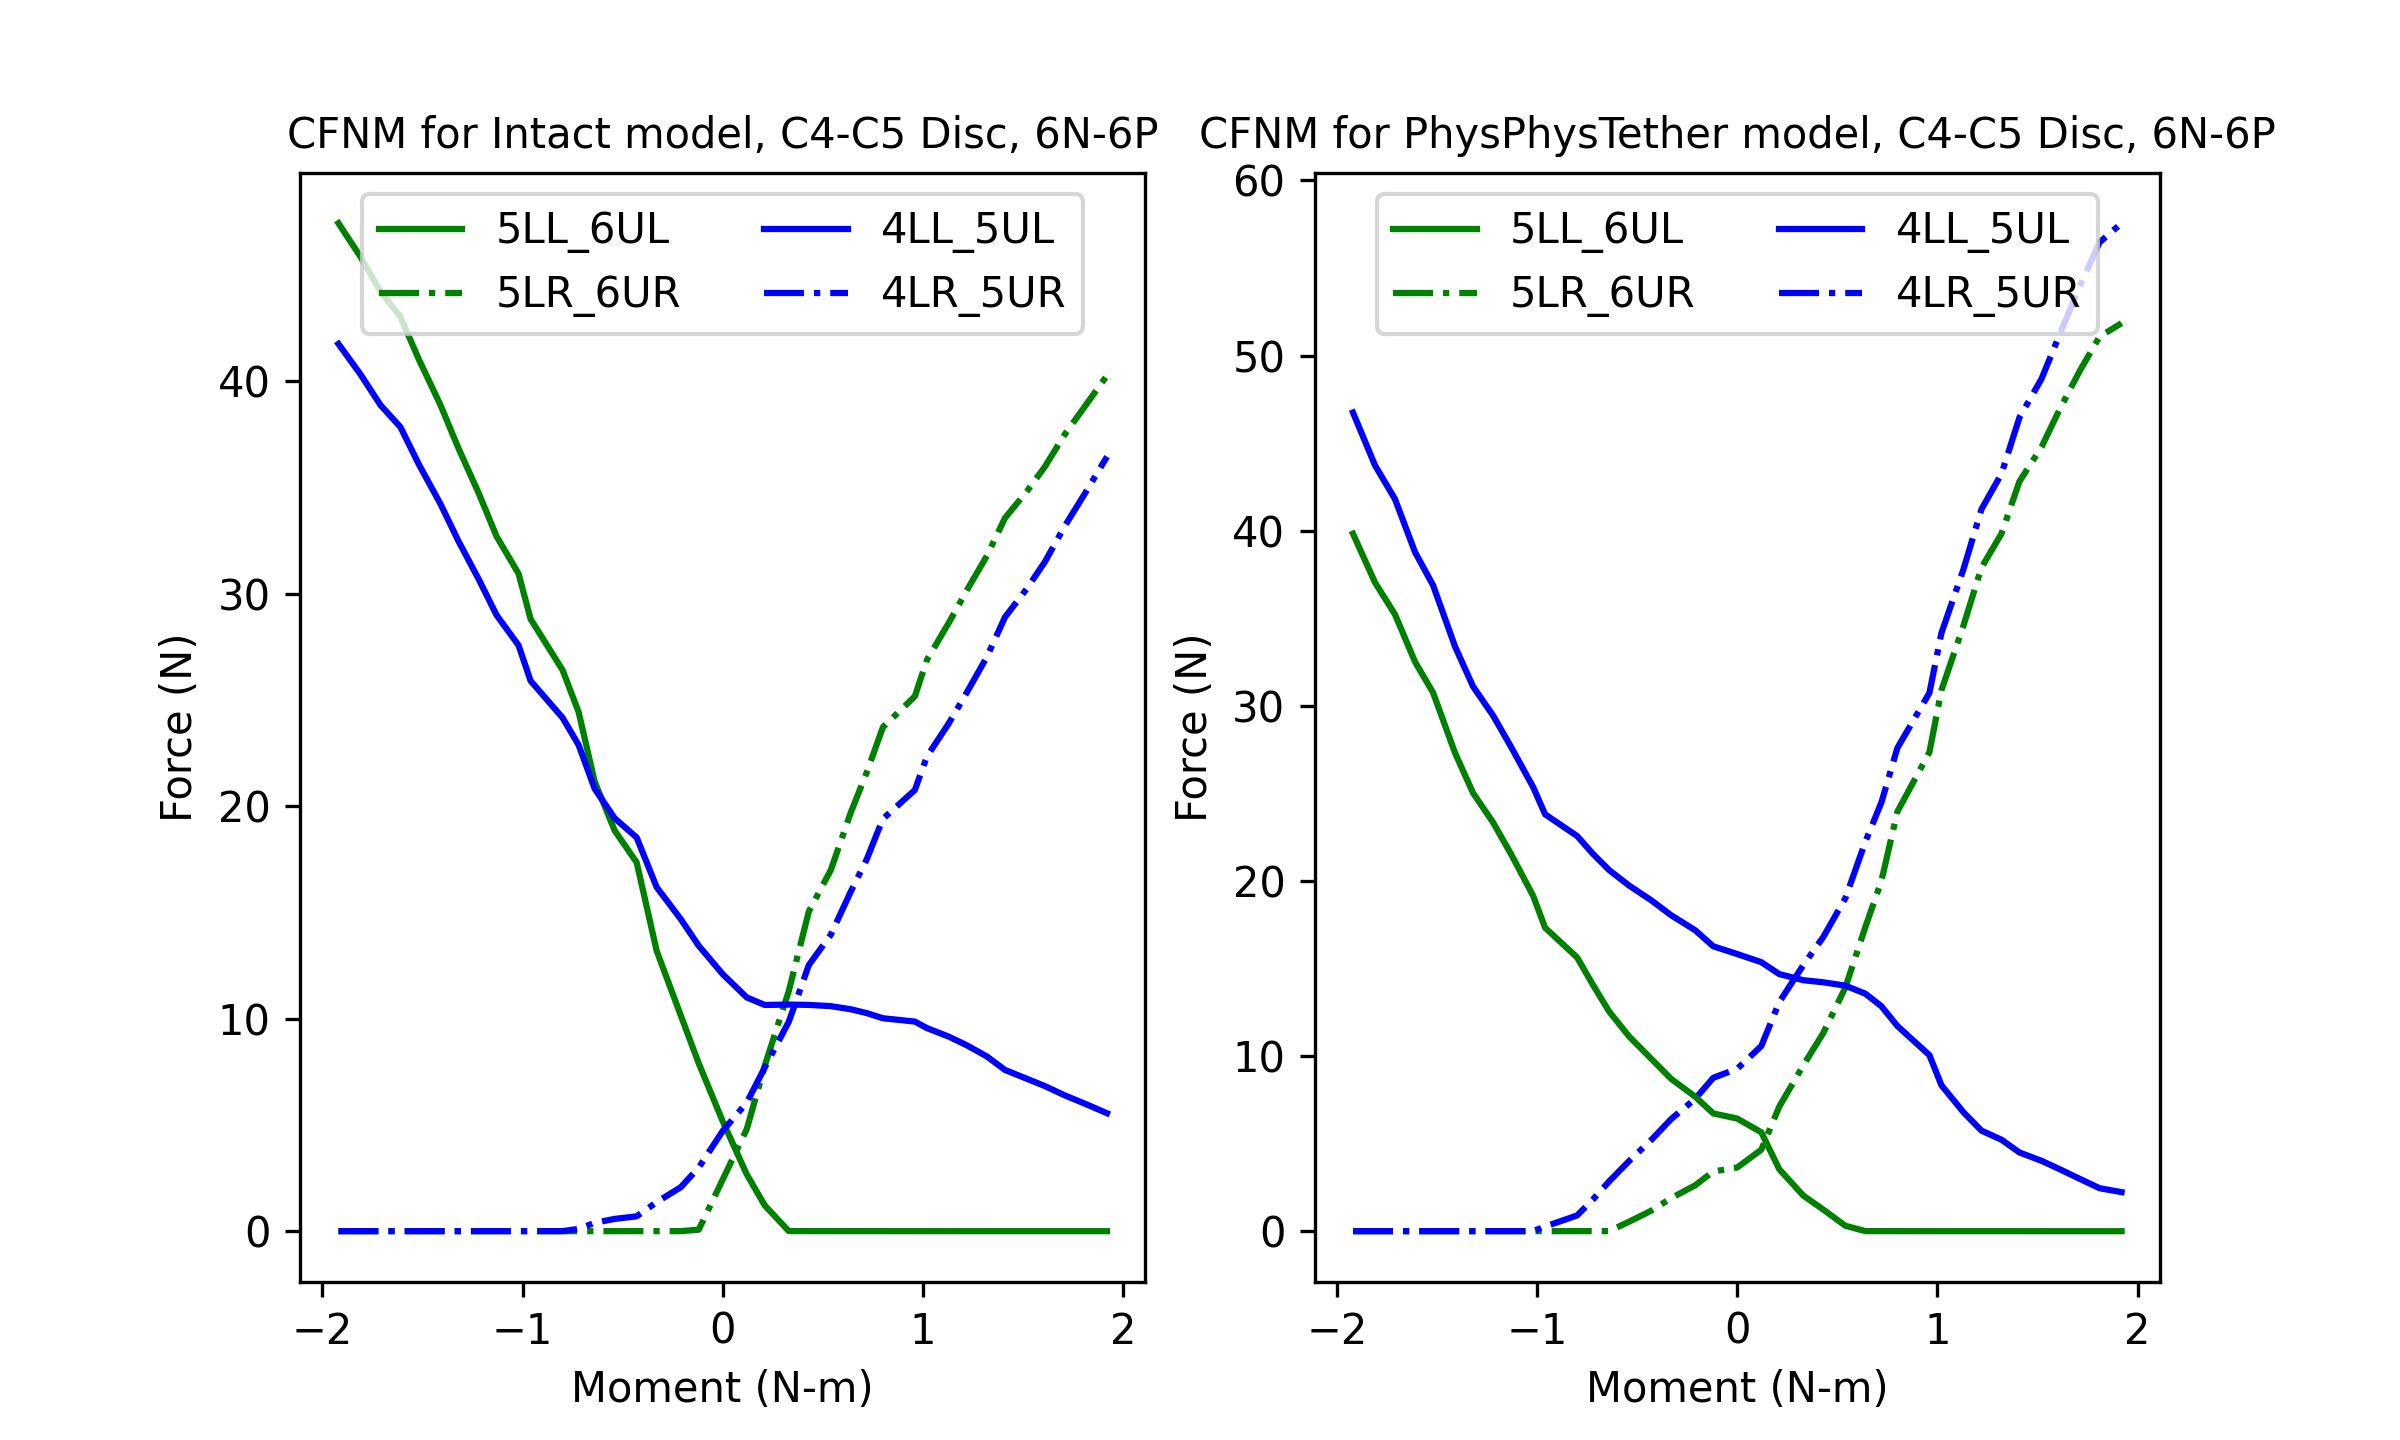 CFNM for Intact model, C4-C5 Disc, 6N-6P
5LL_6UL
4LL_5UL
5LR_6UR
4LR_5UR
40
30
20
10
0
Force (N)
−2
−1
0
1
2
Moment (N-m)
CFNM for PhysPhysTether model, C4-C5 Disc, 6N-6P
5LL_6UL
4LL_5UL
5LR_6UR
4LR_5UR
60
50
40
30
20
10
0
Force (N)
−2
−1
0
1
2
Moment (N-m)